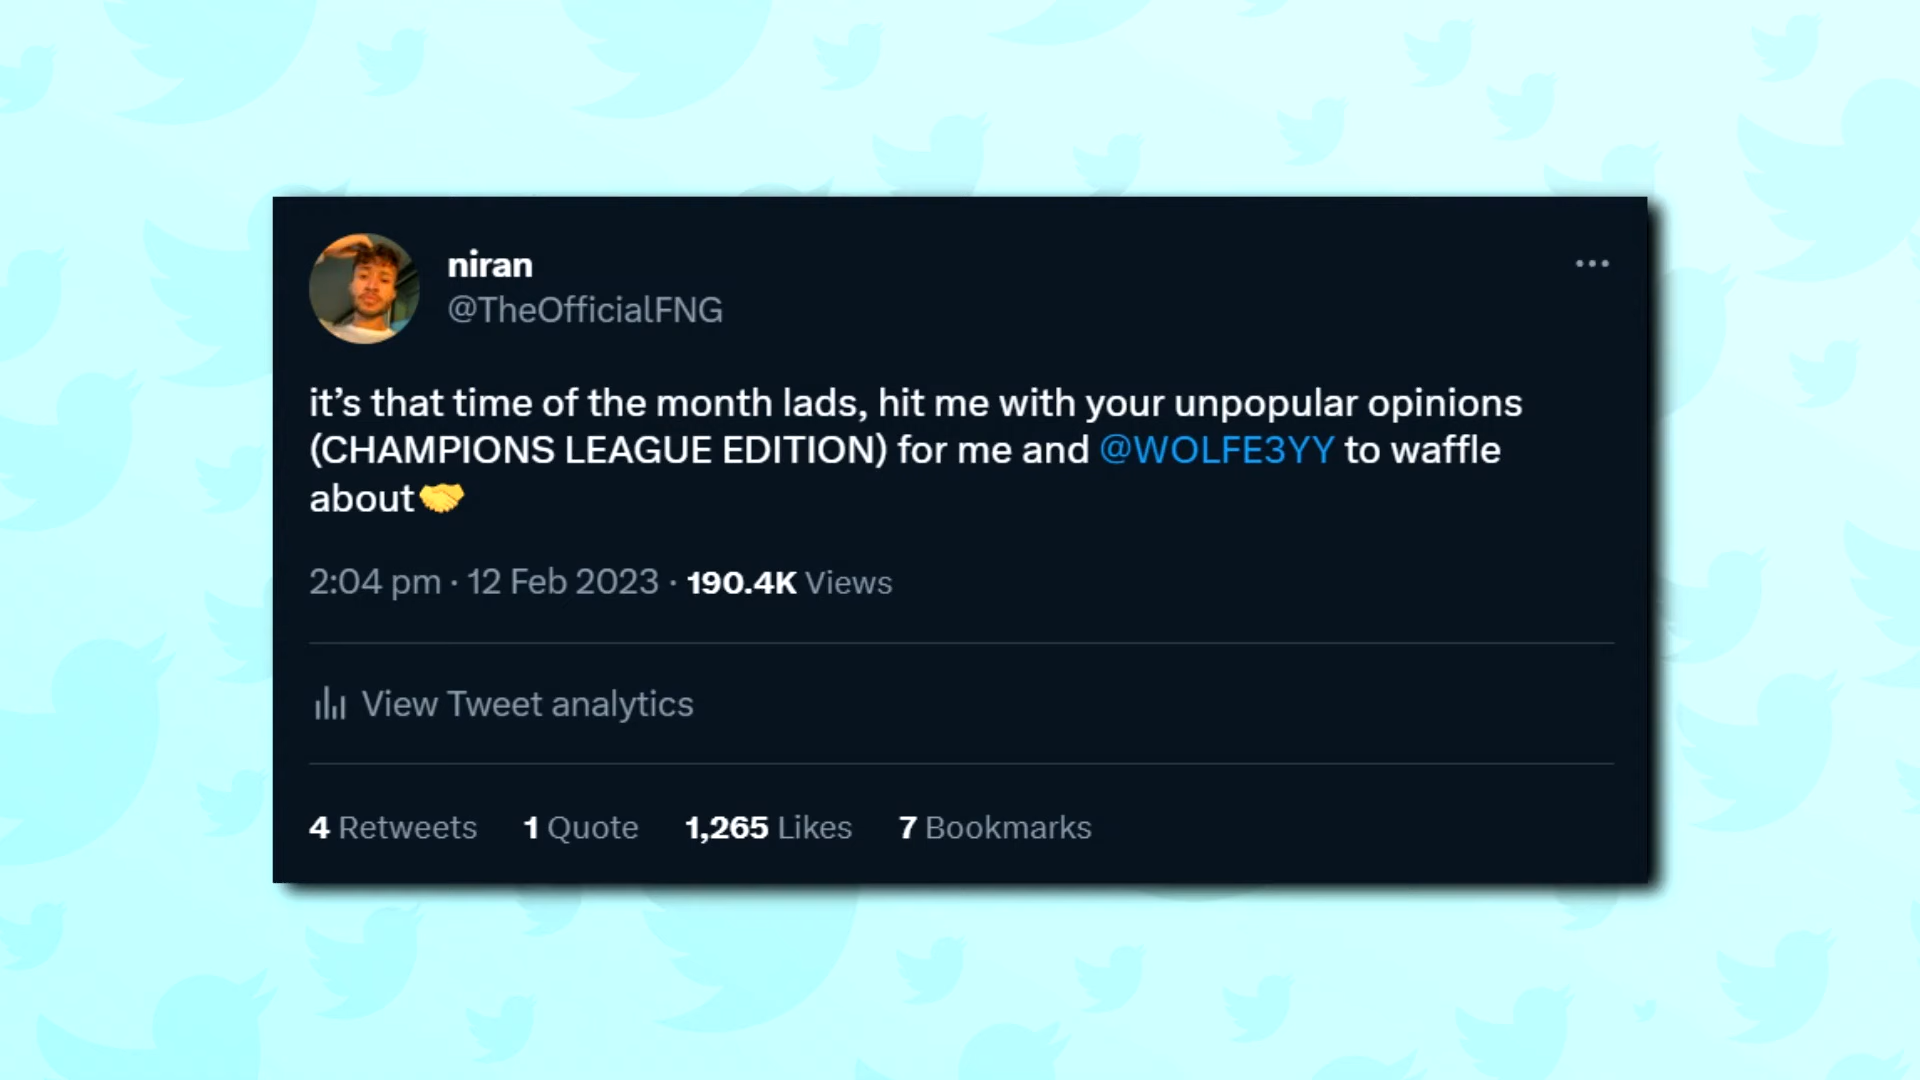 niran
@TheOfficialFNG
it’s that time of the month lads, hit me with your unpopular opinions
(CHAMPIONS LEAGUE EDITION) for me and @WOLFE3YY to waffle
about🤝
2:04 pm · 12 Feb 2023 · 190.4K Views
View Tweet analytics
4 Retweets 1 Quote 1,265 Likes 7 Bookmarks